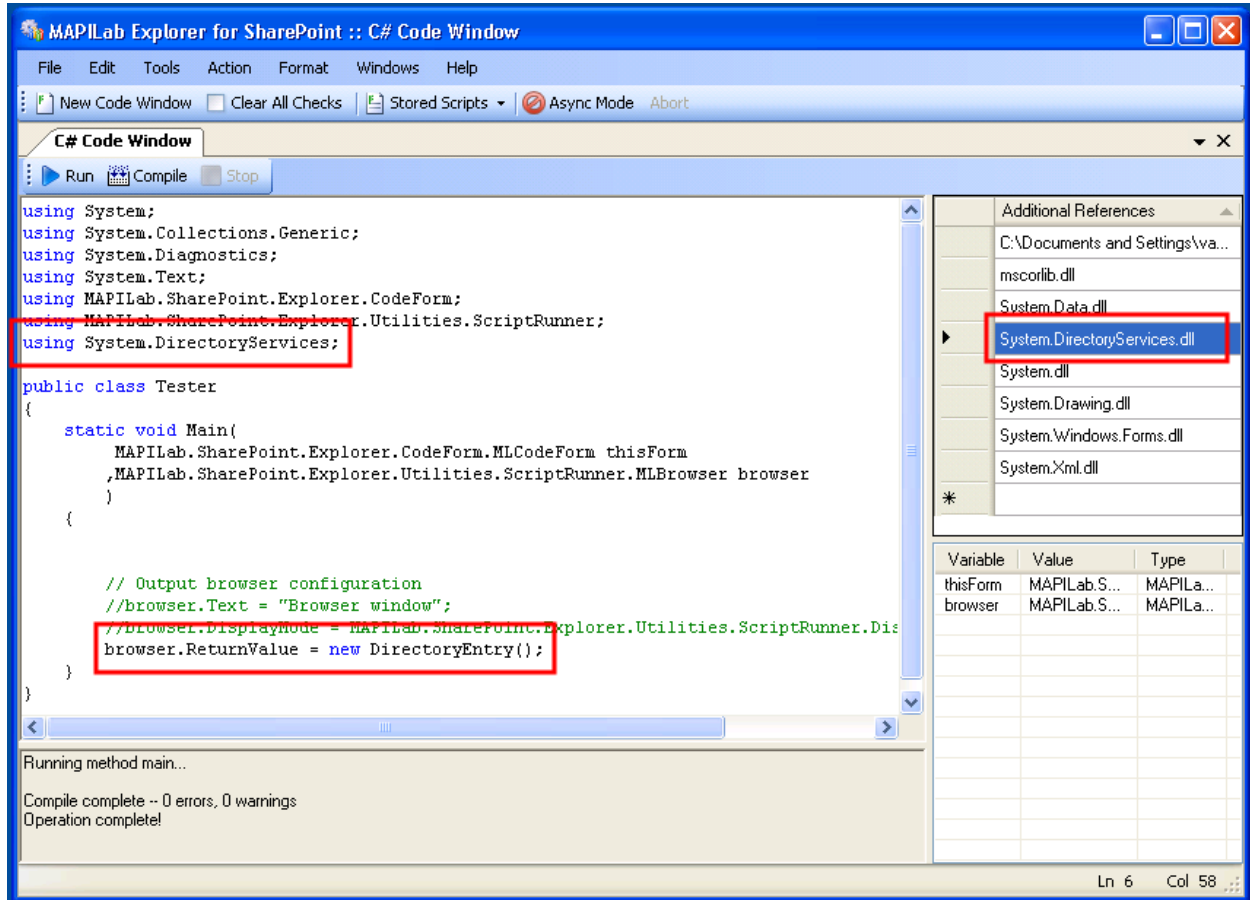 MAPILab Explorer for SharePoint :: C# Code Window
File Edit Tools Action Format Windows Help
New Code Window Clear All Checks Stored Scripts Async Mode Abort
C# Code Window
Run Compile Stop
using System;
using System.Collections.Generic;
using System.Diagnostics;
using System.Text;
using MAPILab.SharePoint.Explorer.CodeForm;
using MAPILab.SharePoint.Explorer.Utilities.ScriptRunner;
using System.DirectoryServices;
public class Tester
{
static void Main(
MAPILab.SharePoint.Explorer.CodeForm.MLCodeForm thisForm
,MAPILab.SharePoint.Explorer.Utilities.ScriptRunner.MLBrowser browser
)
{
// Output browser configuration
//browser.Text = "Browser window";
//browser.DisplayMode = MAPILab.SharePoint.Explorer.Utilities.ScriptRunner.Dis
browser.ReturnValue = new DirectoryEntry();
}
}
Additional References
C:\Documents and Settings\va...
mscorlib.dll
System.Data.dll
System.DirectoryServices.dll
System.dll
System.Drawing.dll
System.Windows.Forms.dll
System.Xml.dll
Variable Value Type
thisForm MAPILab.S... MAPILa...
browser MAPILab.S... MAPILa...
Running method main...
Compile complete -- 0 errors, 0 warnings
Operation complete!
Ln 6 Col 58